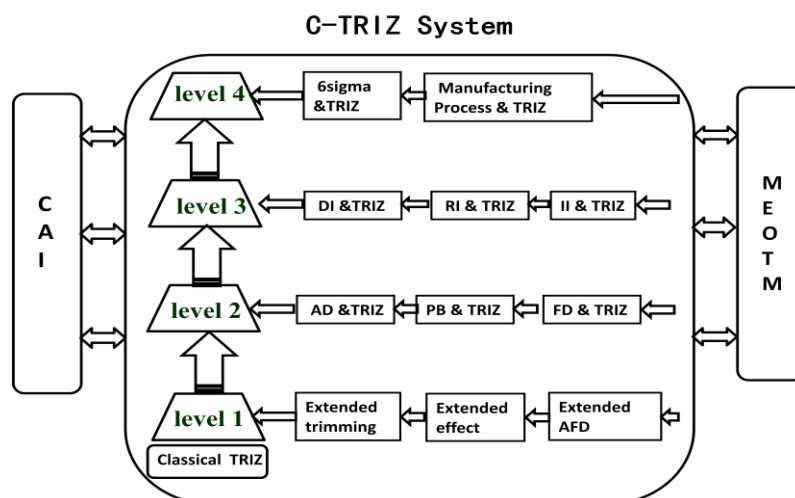 C-TRIZ System
level 4
6sigma
&TRIZ
Manufacturing
Process & TRIZ
level 3
DI &TRIZ
RI & TRIZ
II & TRIZ
level 2
AD &TRIZ
PB & TRIZ
FD & TRIZ
level 1
Extended
trimming
Extended
effect
Extended
AFD
Classical TRIZ
C
A
I
M
E
O
T
M